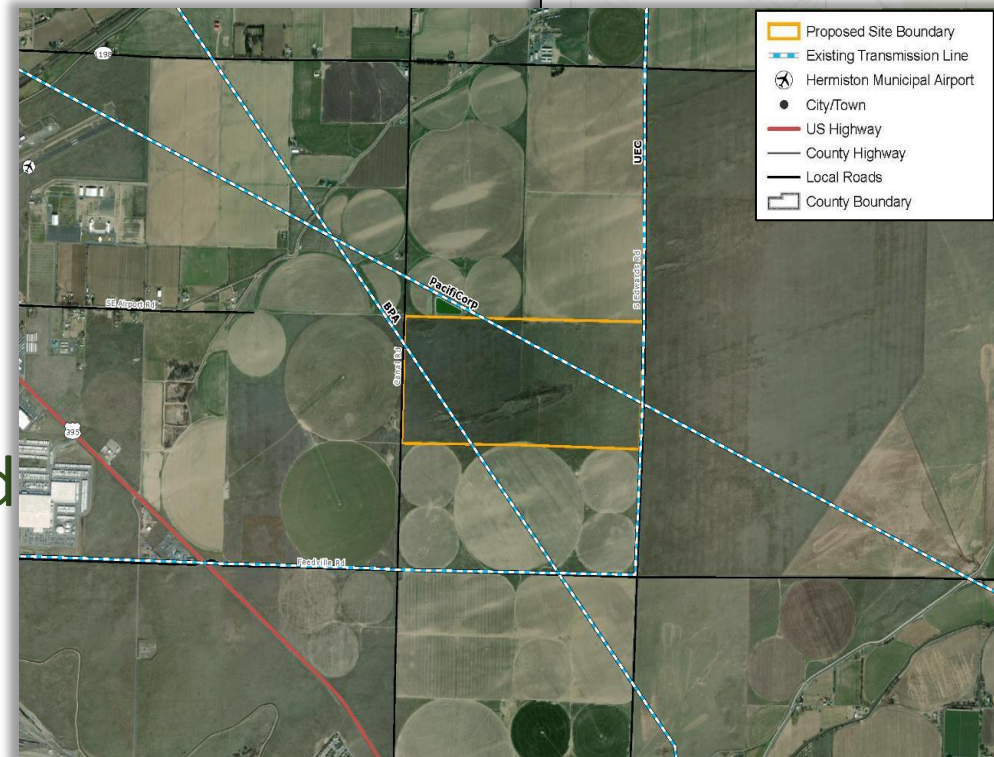 Proposed Site Boundary
Existing Transmission Line
Hermiston Municipal Airport
City/Town
US Highway
County Highway
Local Roads
County Boundary
198
UEC
S Edwards Rd
PacifiCorp
BPA
SE Airport Rd
Canal Rd
395
d
Feedville Rd